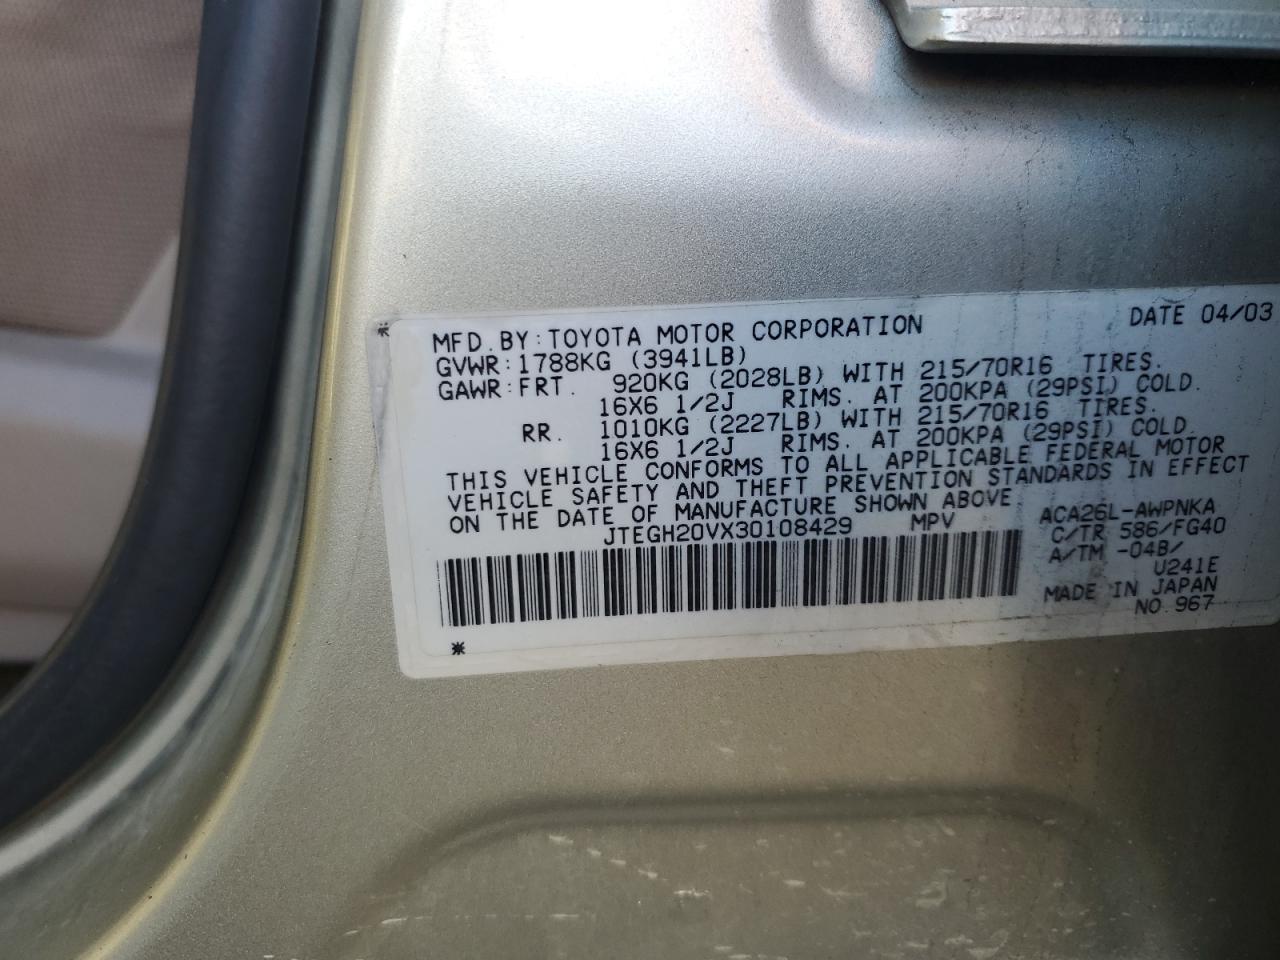 MFD. BY: TOYOTA MOTOR CORPORATION DATE 04/03
GVWR: 1788KG (3941LB)
GAWR: FRT. 920KG (2028LB) WITH 215/70R16 TIRES.
16X6 1/2J RIMS. AT 200KPA (29PSI) COLD.
RR. 1010KG (2227LB) WITH 215/70R16 TIRES.
16X6 1/2J RIMS. AT 200KPA (29PSI) COLD.
THIS VEHICLE CONFORMS TO ALL APPLICABLE FEDERAL MOTOR
VEHICLE SAFETY AND THEFT PREVENTION STANDARDS IN EFFECT
ON THE DATE OF MANUFACTURE SHOWN ABOVE
JTEGH20VX30108429 MPV
ACA26L-AWPNKA
C/TR 586/FG40
A/TM -04B/
U241E
MADE IN JAPAN
NO. 967